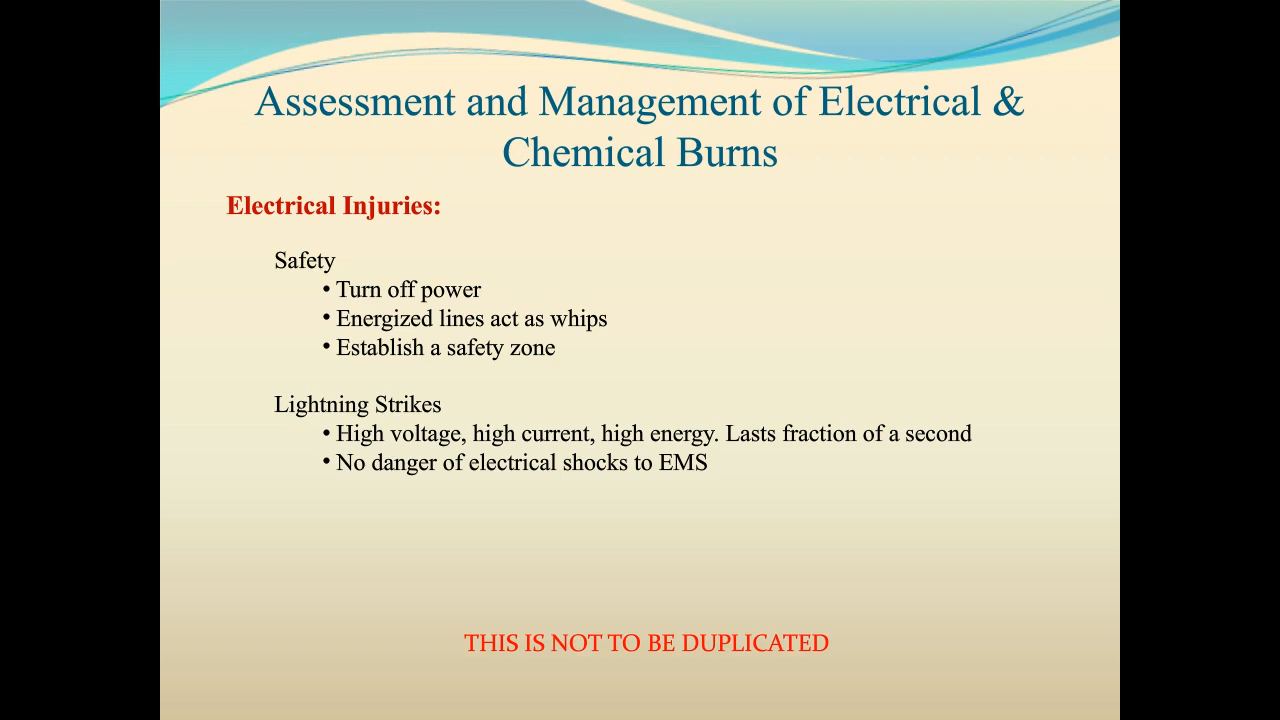 Assessment and Management of Electrical &
Chemical Burns
Electrical Injuries:
Safety
• Turn off power
• Energized lines act as whips
• Establish a safety zone
Lightning Strikes
• High voltage, high current, high energy. Lasts fraction of a second
• No danger of electrical shocks to EMS
THIS IS NOT TO BE DUPLICATED